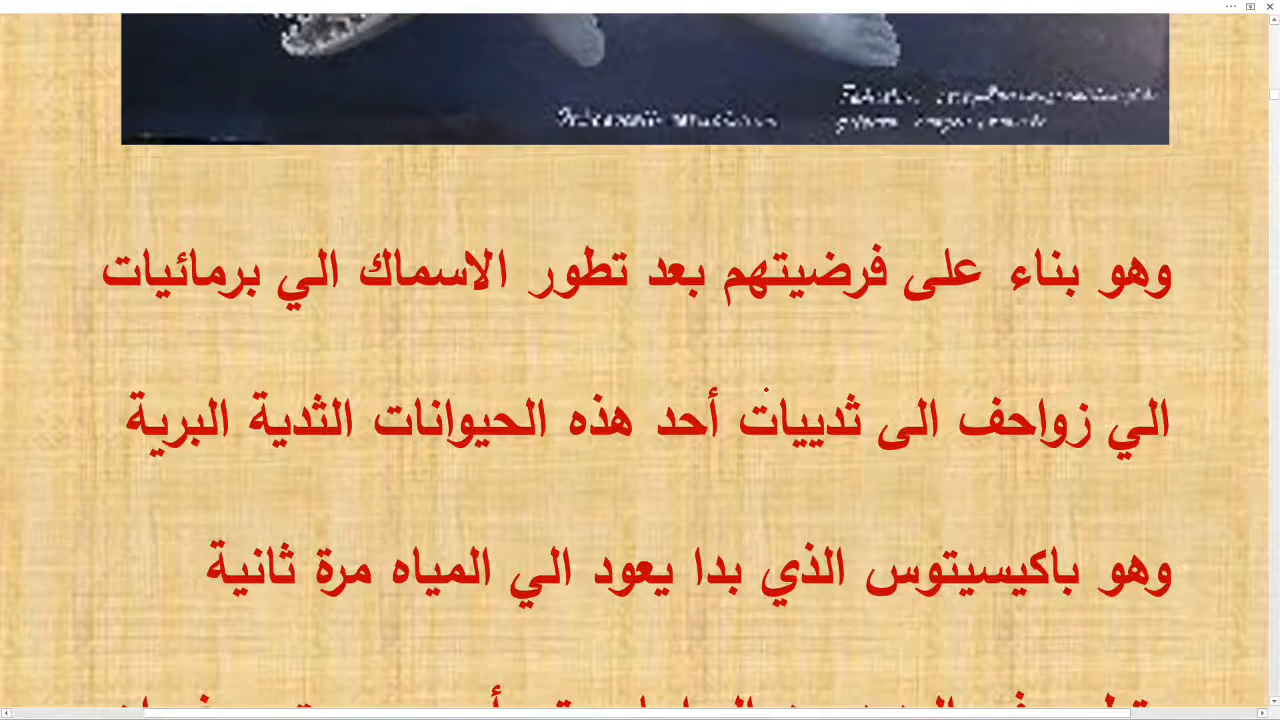 وهو بناء على فرضيتهم بعد تطور الاسماك الي برمائيات
الي زواحف الى ثدييات أحد هذه الحيوانات الثدية البرية
وهو باكيسيتوس الذي بدا يعود الي المياه مرة ثانية